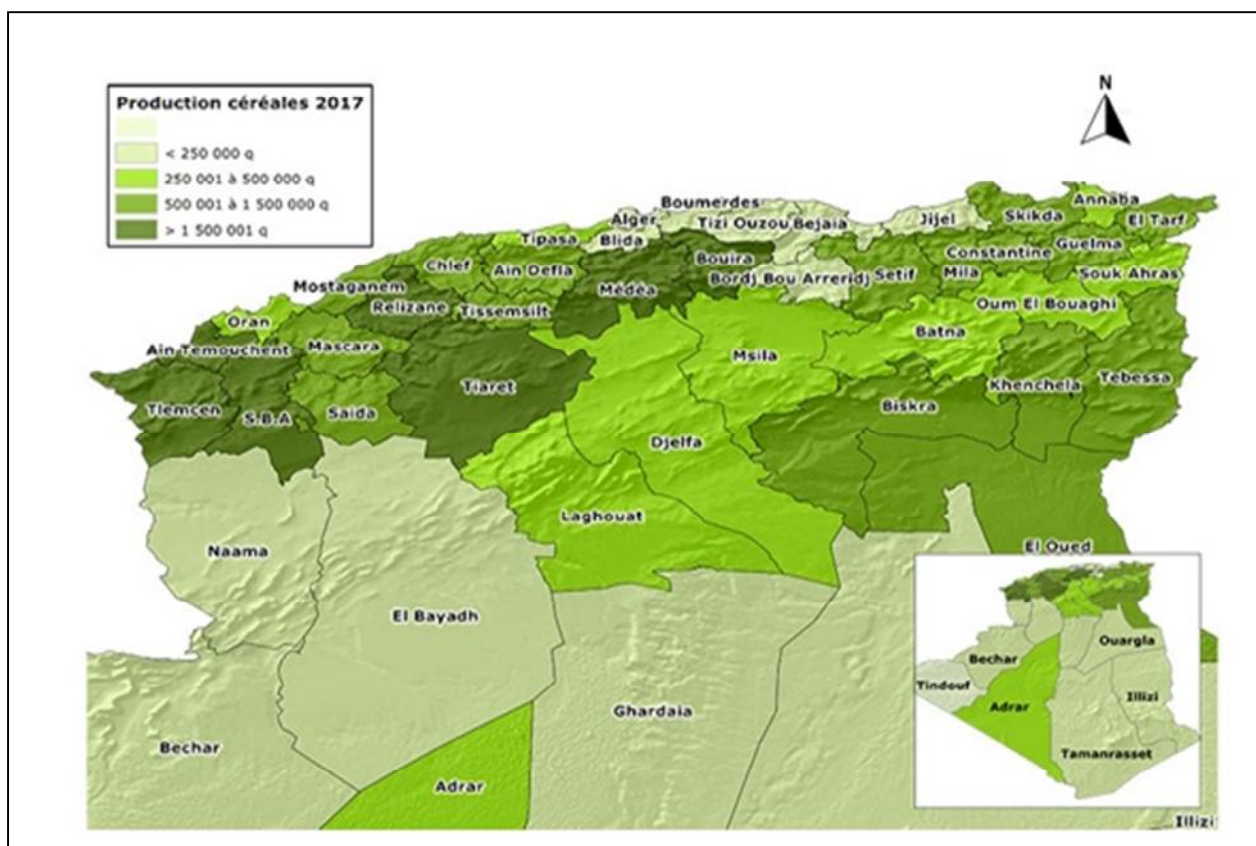 Production céréales 2017
< 250 000 q
250 001 à 500 000 q
500 001 à 1 500 000 q
> 1 500 001 q
N
Boumerdes
Alger
Tizi Ouzou
Bejaia
Jijel
Skikda
Annaba
El Tarf
Tipasa
Blida
Bouira
Constantine
Guelma
Chlef
Ain Defla
Médéa
Bordj Bou Arreridj
Setif
Mila
Souk Ahras
Mostaganem
Relizane
Tissemsilt
Oum El Bouaghi
Oran
Batna
Ain Temouchent
Mascara
Msila
Tiaret
Khenchela
Tébessa
Tlemcen
S.B.A
Saida
Biskra
Djelfa
Laghouat
Naama
El Oued
El Bayadh
Ghardaia
Bechar
Adrar
Illizi
Ouargla
Bechar
Tindouf
Illizi
Adrar
Tamanrasset